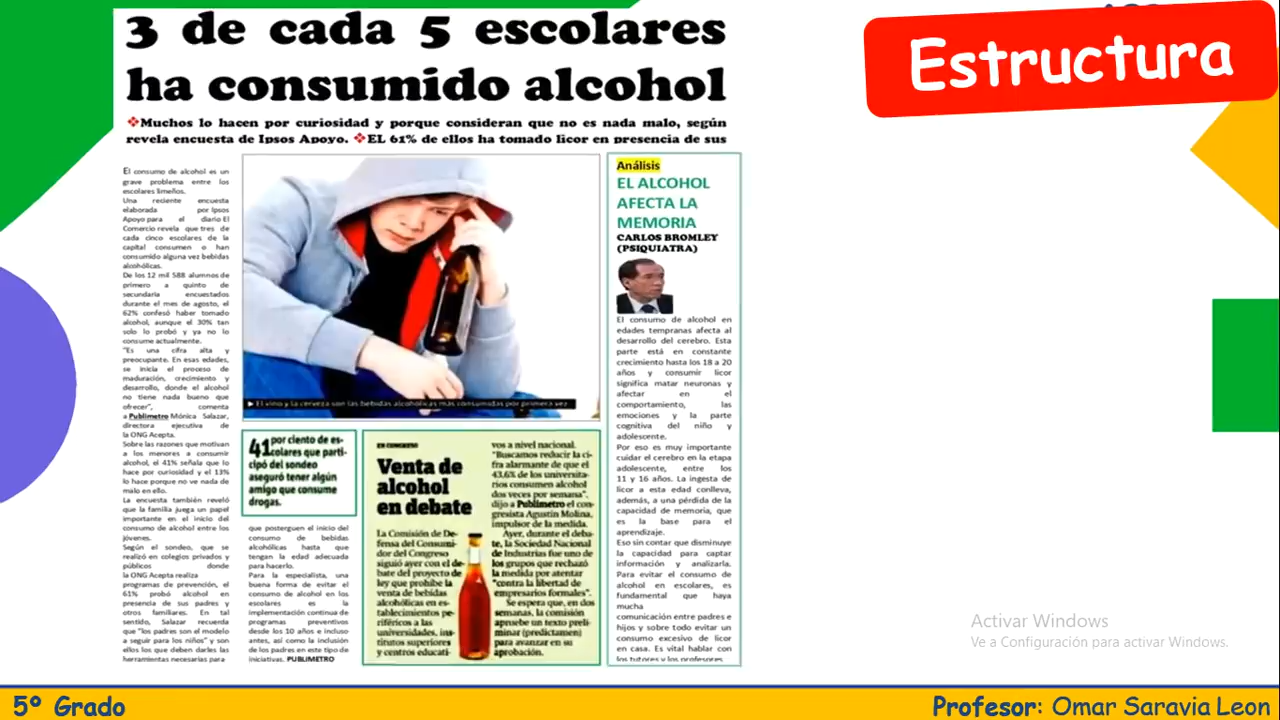 3 de cada 5 escolares
ha consumido alcohol
❖Muchos lo hacen por curiosidad y porque consideran que no es nada malo, según
revela encuesta de Ipsos Apoyo. ❖EL 61% de ellos ha tomado licor en presencia de sus
Estructura
El consumo de alcohol es un
grave problema entre los
escolares limeños.
Una reciente encuesta
elaborada por Ipsos
Apoyo para el diario El
Comercio revela que tres de
cada cinco escolares de la
capital consumen o han
consumido alguna vez bebidas
alcohólicas.
De los 12 mil 588 alumnos de
primero a quinto de
secundaria encuestados
durante el mes de agosto, el
62% confesó haber tomado
alcohol, aunque el 30% tan
solo lo probó y ya no lo
consume actualmente.
"Es una cifra alta y
preocupante. En esas edades,
se inicia el proceso de
maduración, crecimiento y
desarrollo, donde el alcohol
no tiene nada bueno que
ofrecer", comenta
a Publimetro Mónica Salazar,
directora ejecutiva de
la ONG Acepta.
Sobre las razones que motivan
a los menores a consumir
alcohol, el 41% señala que lo
hace por curiosidad y el 13%
lo hace porque no ve nada de
malo en ello.
La encuesta también reveló
que la familia juega un papel
importante en el inicio del
consumo de alcohol entre los
jóvenes.
Según el sondeo, que se
realizó en colegios privados y
públicos donde
la ONG Acepta realiza
programas de prevención, el
61% probó alcohol en
presencia de sus padres y
otros familiares. En tal
sentido, Salazar recuerda
que "los padres son el modelo
a seguir para los niños" y son
ellos los que deben darles las
herramientas necesarias para
▶ El vino y la cerveza son las bebidas alcohólicas más consumidas por primera vez
41 por ciento de es-
colares que parti-
cipó del sondeo
aseguró tener algún
amigo que consume
drogas.
que posterguen el inicio del
consumo de bebidas
alcohólicas hasta que
tengan la edad adecuada
para hacerlo.
Para la especialista, una
buena forma de evitar el
consumo de alcohol en los
escolares es la
implementación continua de
programas preventivos
desde los 10 años e incluso
antes, así como la inclusión
de los padres en este tipo de
iniciativas. PUBLIMETRO
EN CONGRESO
Venta de
alcohol
en debate
La Comisión de De-
fensa del Consumi-
dor del Congreso
siguió ayer con el de-
bate del proyecto de
ley que prohíbe la
venta de bebidas
alcohólicas en es-
tablecimientos pe-
riféricos a las
universidades, ins-
titutos superiores
y centros educati-
vos a nivel nacional.
"Buscamos reducir la ci-
fra alarmante de que el
43,6% de los universita-
rios consumen alcohol
dos veces por semana",
dijo a Publimetro el con-
gresista Agustín Molina,
impulsor de la medida.
Ayer, durante el deba-
te, la Sociedad Nacional
de Industrias fue uno de
los grupos que rechazó
la medida por atentar
"contra la libertad de
empresarios formales".
Se espera que, en dos
semanas, la comisión
apruebe un texto preli-
minar (predictamen)
para avanzar en su
aprobación.
Análisis
EL ALCOHOL
AFECTA LA
MEMORIA
CARLOS BROMLEY
(PSIQUIATRA)
El consumo de alcohol en
edades tempranas afecta al
desarrollo del cerebro. Esta
parte está en constante
crecimiento hasta los 18 a 20
años y consumir licor
significa matar neuronas y
afectar en el
comportamiento, las
emociones y la parte
cognitiva del niño y
adolescente.
Por eso es muy importante
cuidar el cerebro en la etapa
adolescente, entre los
11 y 16 años. La ingesta de
licor a esta edad conlleva,
además, a una pérdida de la
capacidad de memoria, que
es la base para el
aprendizaje.
Eso sin contar que disminuye
la capacidad para captar
información y analizarla.
Para evitar el consumo de
alcohol en escolares, es
fundamental que haya
mucha
comunicación entre padres e
hijos y sobre todo evitar un
consumo excesivo de licor
en casa. Es vital hablar con
los tutores y los profesores
Activar Windows
Ve a Configuración para activar Windows.
5º Grado
Profesor: Omar Saravia Leon